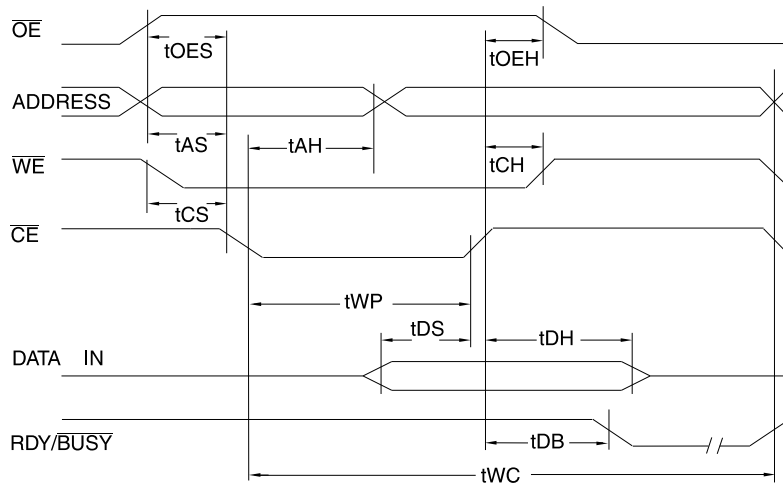 OE
tOES
tOEH
ADDRESS
tAS
tAH
WE
tCH
tCS
CE
tWP
tDS
tDH
DATA IN
RDY/BUSY
tDB
tWC